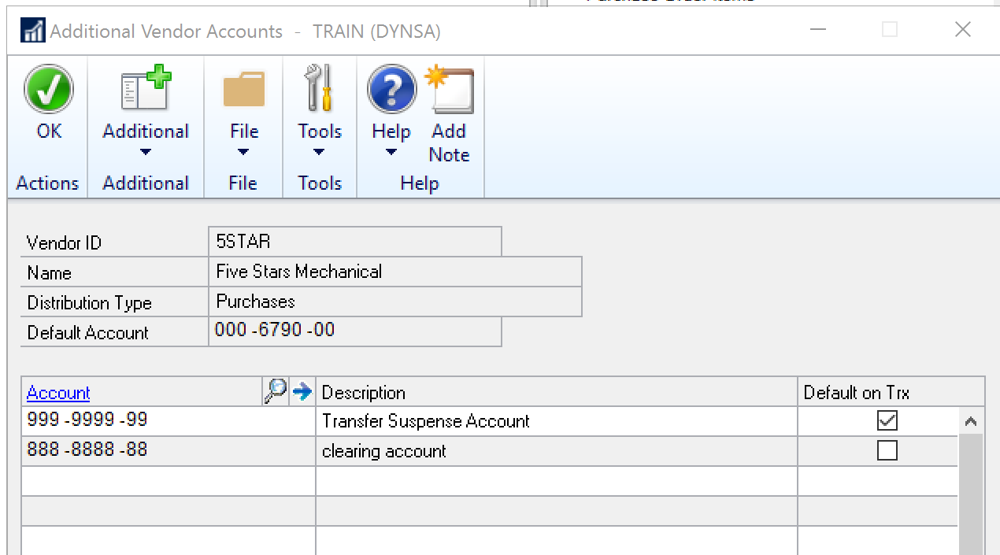 Additional Vendor Accounts - TRAIN (DYNSA)
OK Additional File Tools Help Add Note
Actions Additional File Tools Help
Vendor ID 5STAR
Name Five Stars Mechanical
Distribution Type Purchases
Default Account 000 -6790 -00
Account Description Default on Trx
999 -9999 -99 Transfer Suspense Account
888 -8888 -88 clearing account